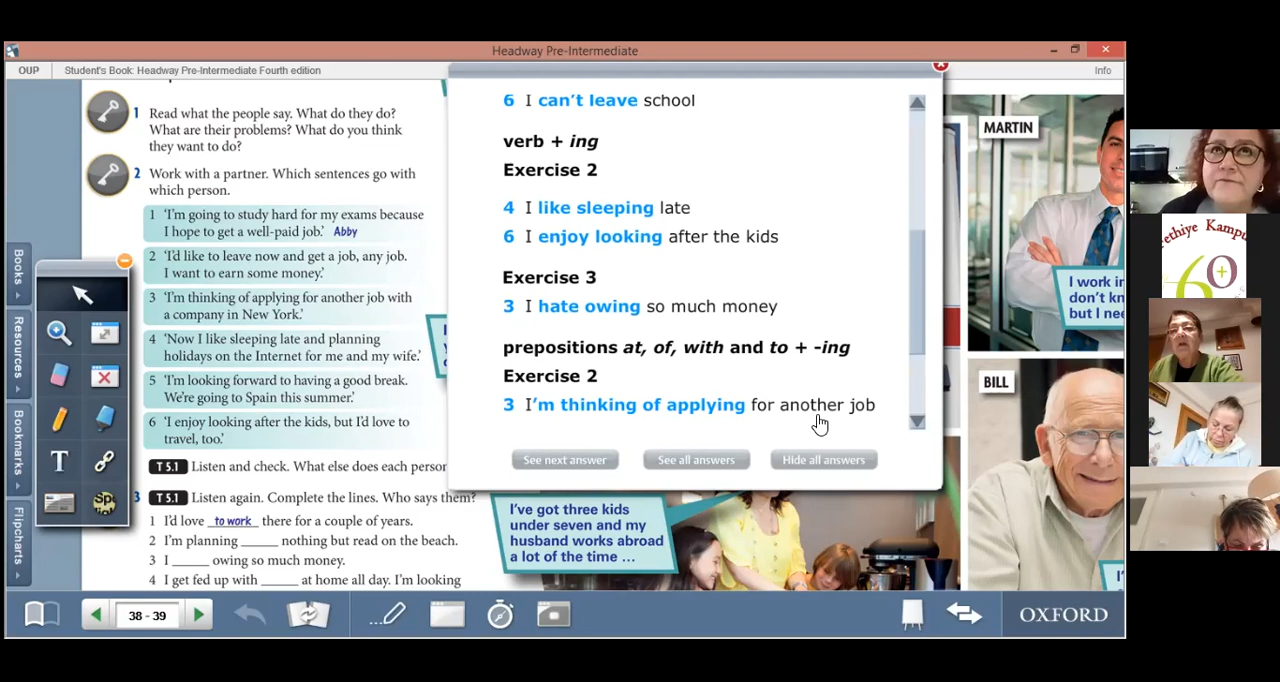 Headway Pre-Intermediate
OUP
Student's Book: Headway Pre-Intermediate Fourth edition
Info
1 Read what the people say. What do they do?
What are their problems? What do you think
they want to do?
2 Work with a partner. Which sentences go with
which person.
1 'I'm going to study hard for my exams because
I hope to get a well-paid job.' Abby
2 'I'd like to leave now and get a job, any job.
I want to earn some money.'
3 'I'm thinking of applying for another job with
a company in New York.'
4 'Now I like sleeping late and planning
holidays on the Internet for me and my wife.'
5 'I'm looking forward to having a good break.
We're going to Spain this summer.'
6 'I enjoy looking after the kids, but I'd love to
travel, too.'
T 5.1 Listen and check. What else does each person
3 T 5.1 Listen again. Complete the lines. Who says them?
1 I'd love to work there for a couple of years.
2 I'm planning _____ nothing but read on the beach.
3 I _____ owing so much money.
4 I get fed up with _____ at home all day. I'm looking
Books
Resources
Bookmarks
Flipcharts
T
Sp
6 I can't leave school
verb + ing
Exercise 2
4 I like sleeping late
6 I enjoy looking after the kids
Exercise 3
3 I hate owing so much money
prepositions at, of, with and to + -ing
Exercise 2
3 I'm thinking of applying for another job
See next answer
See all answers
Hide all answers
I've got three kids
under seven and my
husband works abroad
a lot of the time ...
MARTIN
I work in
don't kn
but I nee
BILL
I'
38 - 39
OXFORD
ethiye Kampu
60+